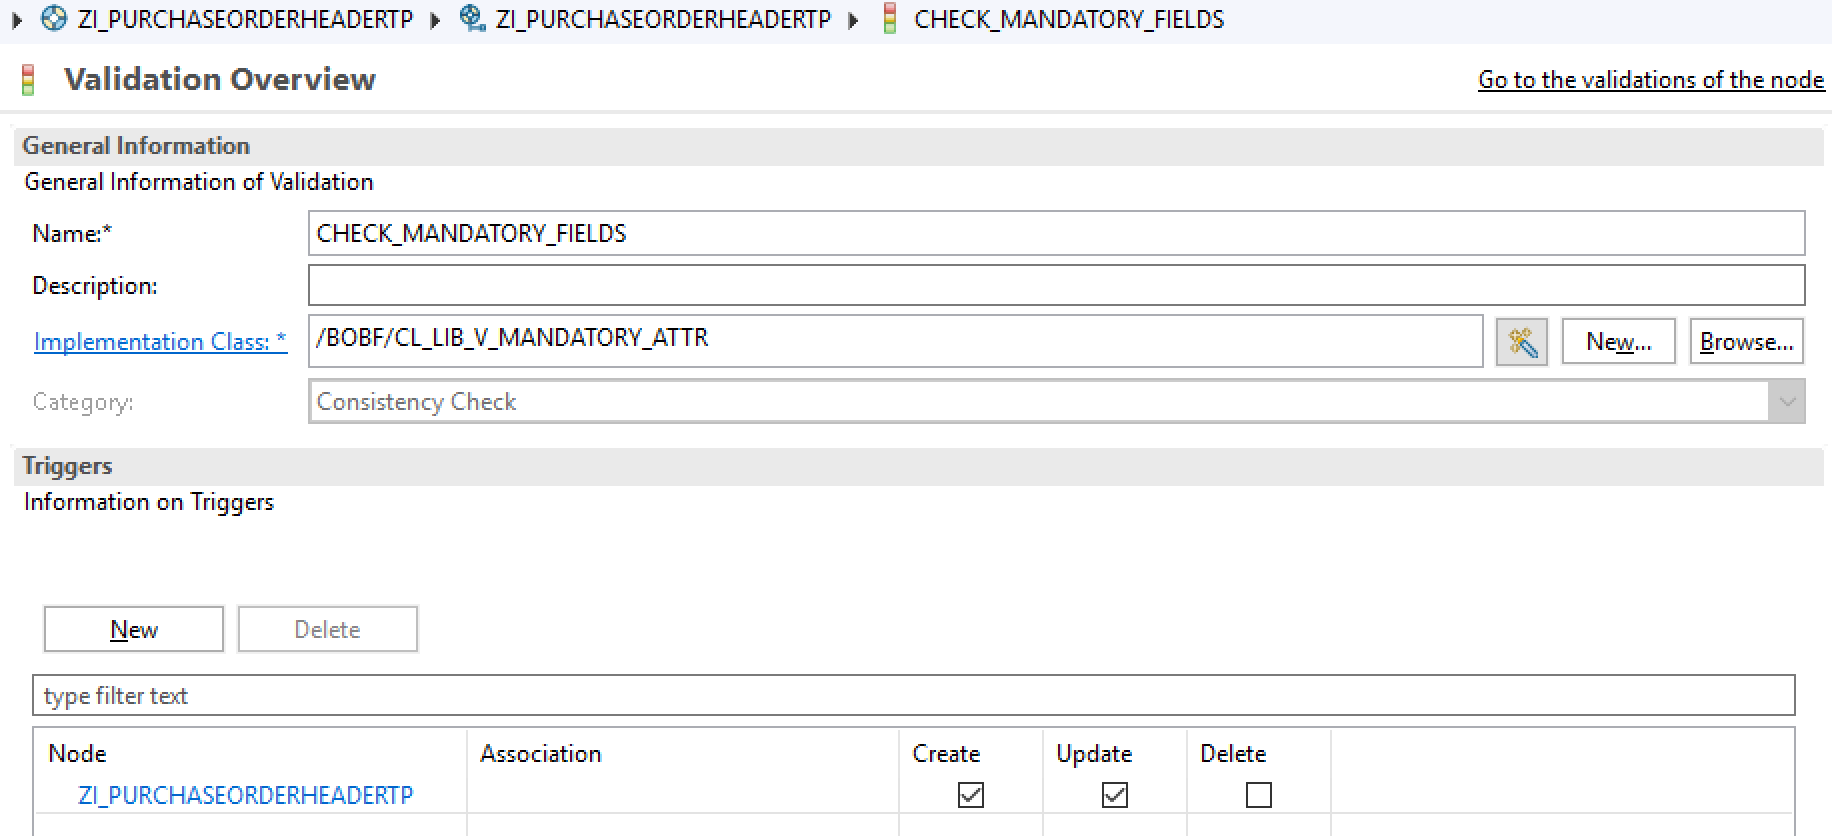 ZI_PURCHASEORDERHEADERTP ZI_PURCHASEORDERHEADERTP CHECK_MANDATORY_FIELDS
Validation Overview Go to the validations of the node
General Information
General Information of Validation
Name:* CHECK_MANDATORY_FIELDS
Description:
Implementation Class: * /BOBF/CL_LIB_V_MANDATORY_ATTR New... Browse...
Category: Consistency Check
Triggers
Information on Triggers
New Delete
type filter text
Node Association Create Update Delete
ZI_PURCHASEORDERHEADERTP